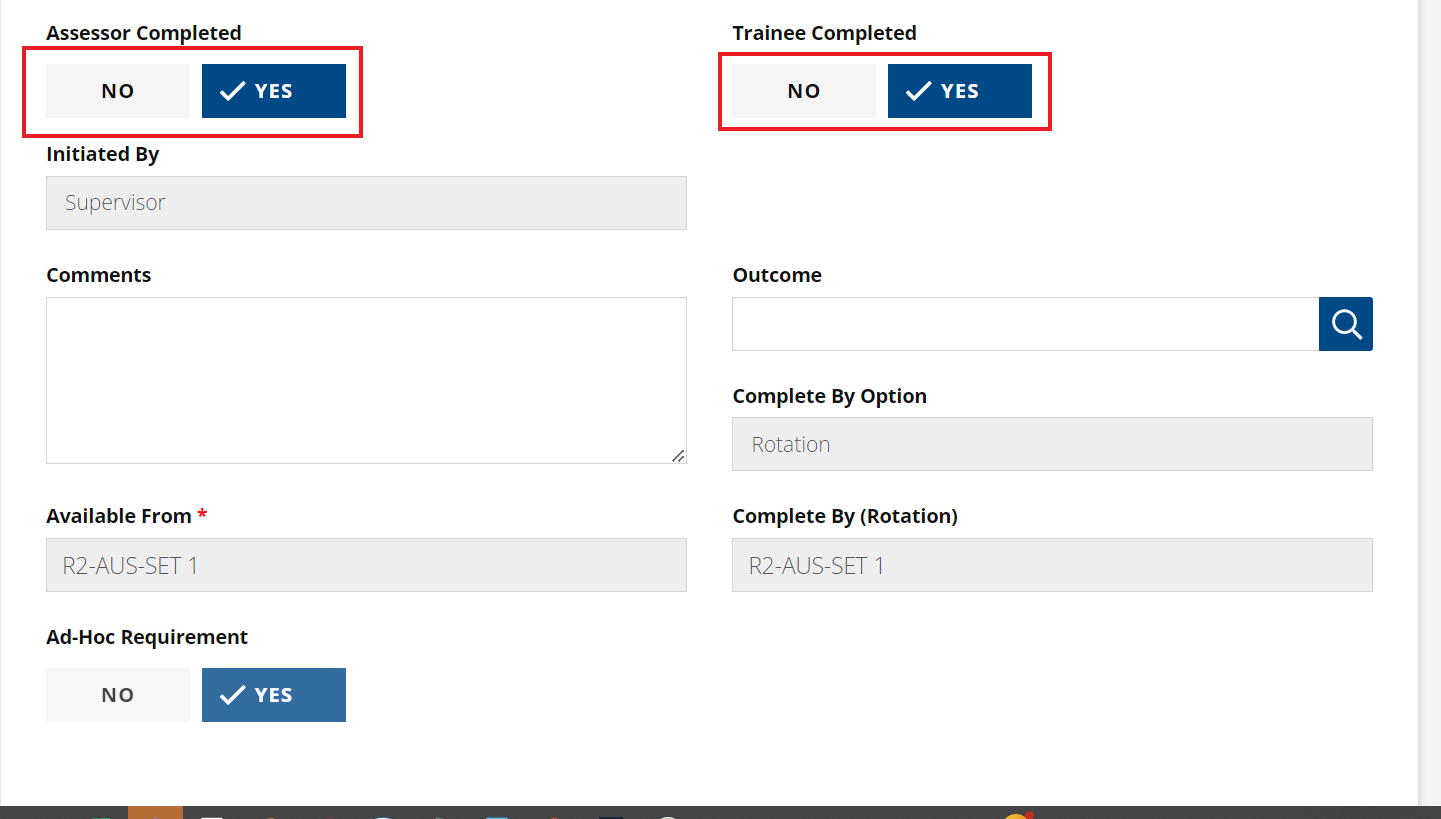 Assessor Completed
Trainee Completed
NO
YES
NO
YES
Initiated By
Supervisor
Comments
Outcome
Complete By Option
Rotation
Available From *
Complete By (Rotation)
R2-AUS-SET 1
R2-AUS-SET 1
Ad-Hoc Requirement
NO
YES